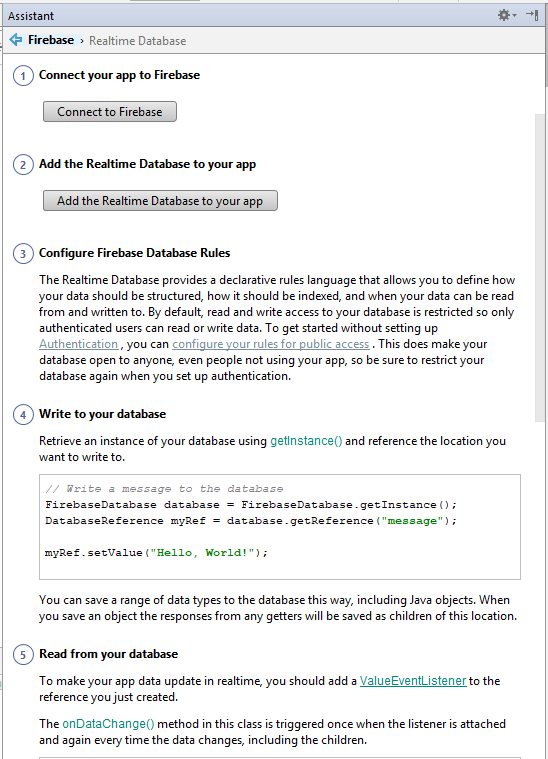 Assistant
Firebase › Realtime Database
1 Connect your app to Firebase
Connect to Firebase
2 Add the Realtime Database to your app
Add the Realtime Database to your app
3 Configure Firebase Database Rules
The Realtime Database provides a declarative rules language that allows you to define how
your data should be structured, how it should be indexed, and when your data can be read
from and written to. By default, read and write access to your database is restricted so only
authenticated users can read or write data. To get started without setting up
Authentication , you can configure your rules for public access . This does make your
database open to anyone, even people not using your app, so be sure to restrict your
database again when you set up authentication.
4 Write to your database
Retrieve an instance of your database using getInstance() and reference the location you
want to write to.
// Write a message to the database
FirebaseDatabase database = FirebaseDatabase.getInstance();
DatabaseReference myRef = database.getReference("message");
myRef.setValue("Hello, World!");
You can save a range of data types to the database this way, including Java objects. When
you save an object the responses from any getters will be saved as children of this location.
5 Read from your database
To make your app data update in realtime, you should add a ValueEventListener to the
reference you just created.
The onDataChange() method in this class is triggered once when the listener is attached
and again every time the data changes, including the children.